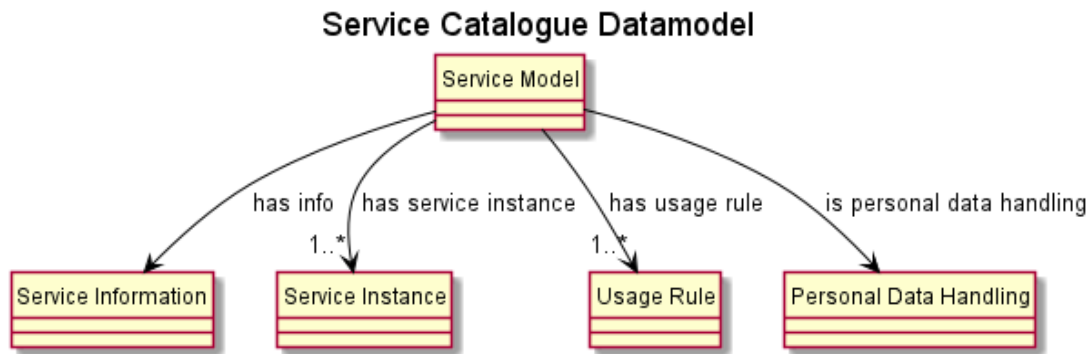 Service Catalogue Datamodel
Service Model
has info
has service instance
has usage rule
is personal data handling
1..*
1..*
Service Information
Service Instance
Usage Rule
Personal Data Handling